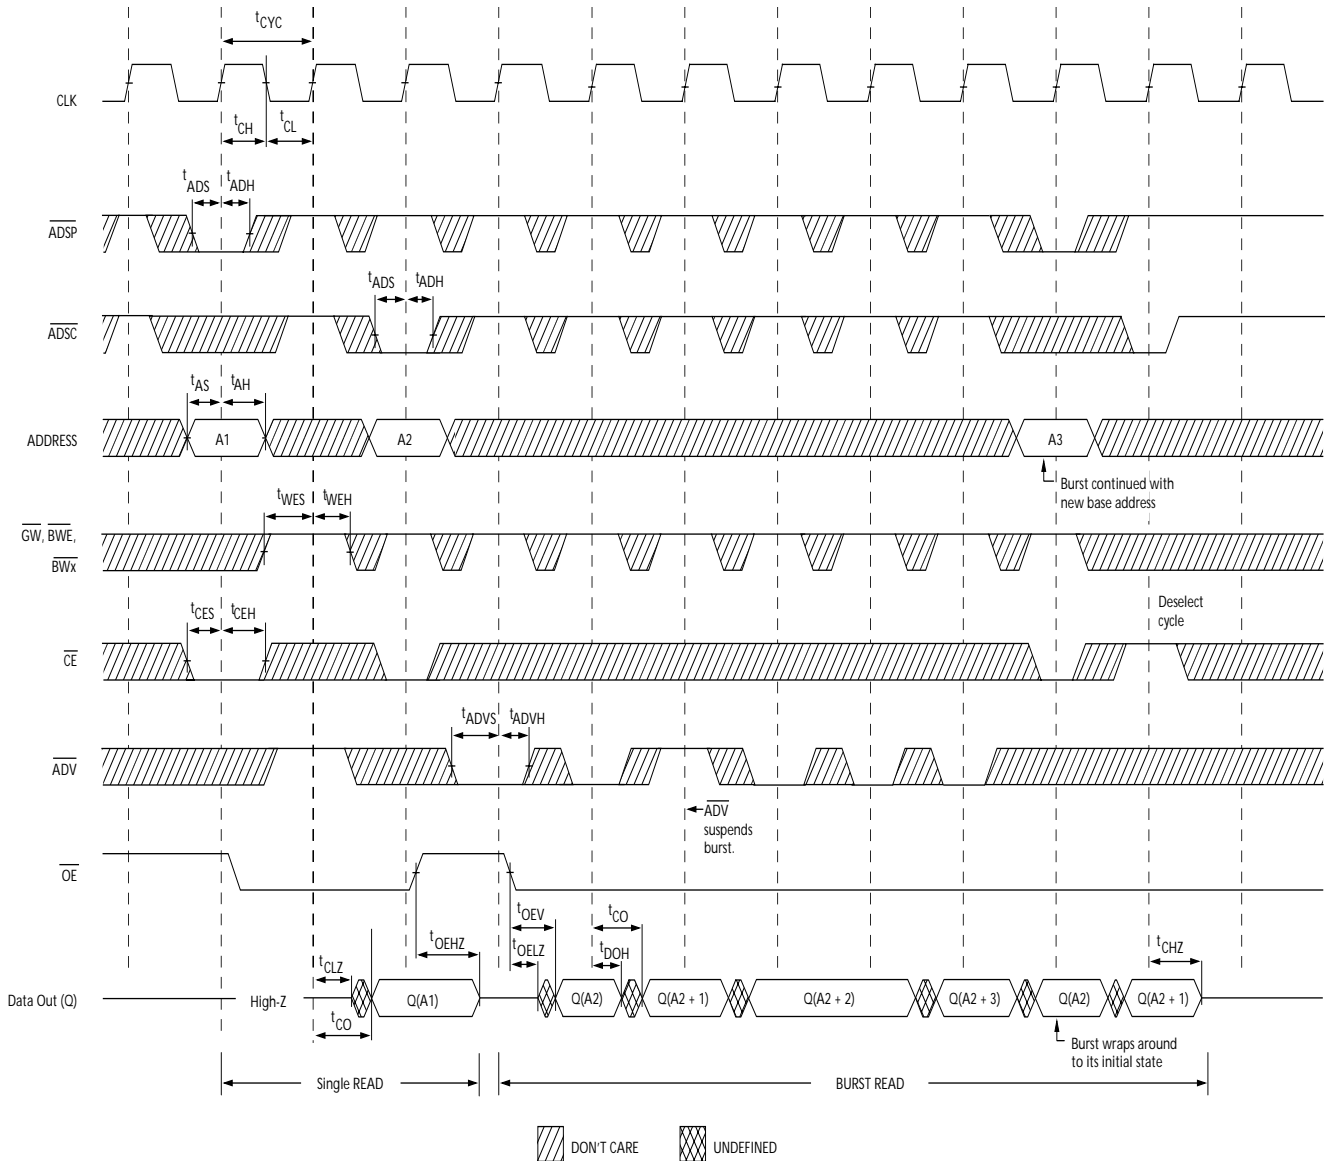 tCYC
CLK
tCH
tCL
tADS
tADH
ADSP
tADS
tADH
ADSC
tAS
tAH
ADDRESS
A1
A2
A3
Burst continued with
new base address
tWES
tWEH
GW, BWE,
BWx
Deselect
cycle
tCES
tCEH
CE
tADVS
tADVH
ADV
ADV
suspends
burst.
OE
tOEV
tCO
tOEHZ
tOELZ
tDOH
tCHZ
tCLZ
Data Out (Q)
High-Z
Q(A1)
Q(A2)
Q(A2 + 1)
Q(A2 + 2)
Q(A2 + 3)
Q(A2)
Q(A2 + 1)
tCO
Burst wraps around
to its initial state
Single READ
BURST READ
DON'T CARE
UNDEFINED